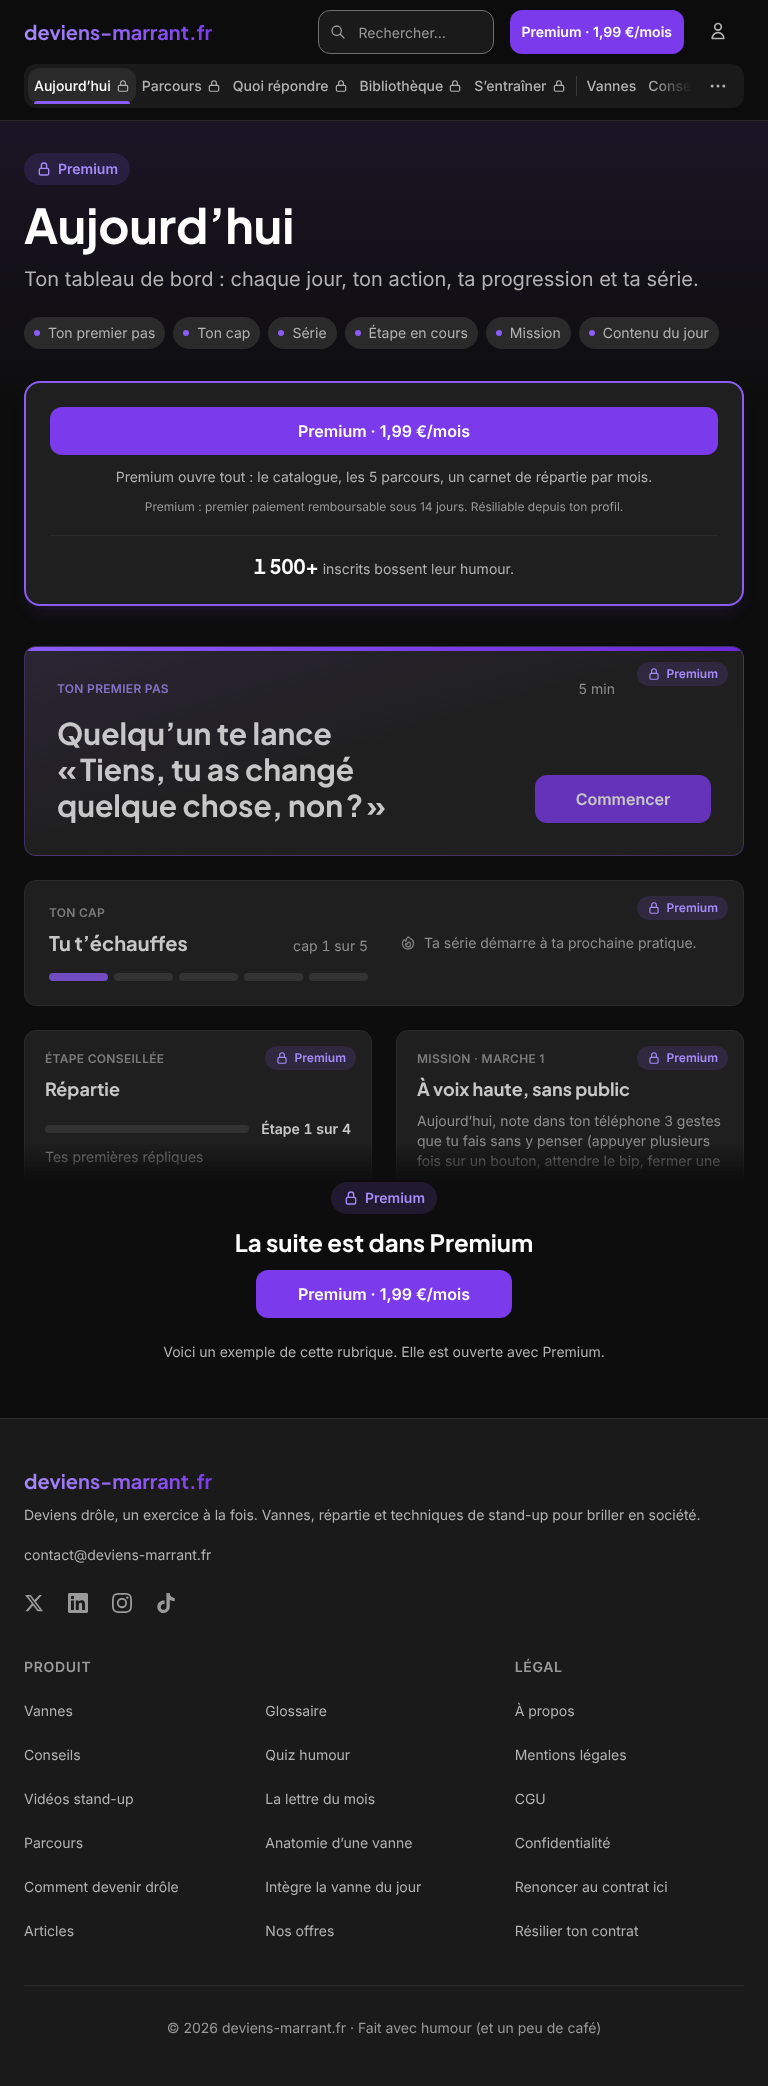 deviens-marrant.fr
Rechercher...
Premium · 1,99 €/mois
Aujourd’hui
Parcours
Quoi répondre
Bibliothèque
S’entraîner
Vannes
Conse
Premium
Aujourd’hui
Ton tableau de bord : chaque jour, ton action, ta progression et ta série.
Ton premier pas
Ton cap
Série
Étape en cours
Mission
Contenu du jour
Premium · 1,99 €/mois
Premium ouvre tout : le catalogue, les 5 parcours, un carnet de répartie par mois.
Premium : premier paiement remboursable sous 14 jours. Résiliable depuis ton profil.
1 500+ inscrits bossent leur humour.
TON PREMIER PAS
5 min
Premium
Quelqu’un te lance
« Tiens, tu as changé
quelque chose, non ? »
Commencer
TON CAP
Premium
Tu t’échauffes
cap 1 sur 5
Ta série démarre à ta prochaine pratique.
ÉTAPE CONSEILLÉE
Premium
Répartie
Étape 1 sur 4
Tes premières répliques
MISSION · MARCHE 1
Premium
À voix haute, sans public
Aujourd’hui, note dans ton téléphone 3 gestes
que tu fais sans y penser (appuyer plusieurs
fois sur un bouton, attendre le bip, fermer une
Premium
La suite est dans Premium
Premium · 1,99 €/mois
Voici un exemple de cette rubrique. Elle est ouverte avec Premium.
deviens-marrant.fr
Deviens drôle, un exercice à la fois. Vannes, répartie et techniques de stand-up pour briller en société.
contact@deviens-marrant.fr
PRODUIT
Vannes
Conseils
Vidéos stand-up
Parcours
Comment devenir drôle
Articles
Glossaire
Quiz humour
La lettre du mois
Anatomie d’une vanne
Intègre la vanne du jour
Nos offres
LÉGAL
À propos
Mentions légales
CGU
Confidentialité
Renoncer au contrat ici
Résilier ton contrat
© 2026 deviens-marrant.fr · Fait avec humour (et un peu de café)